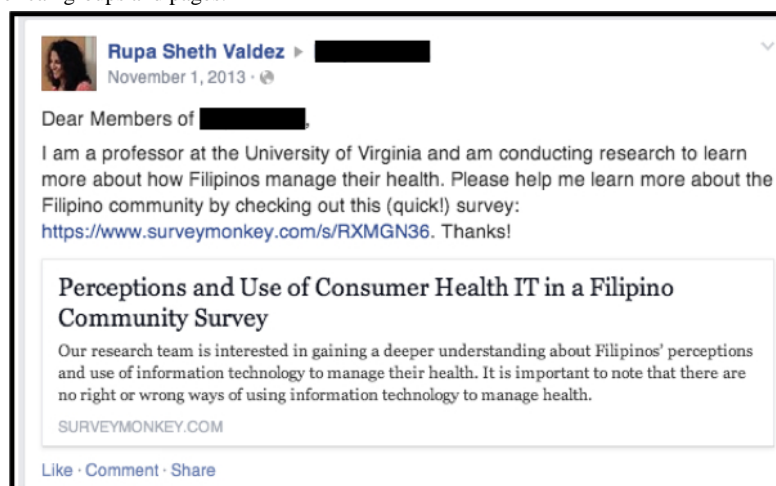 Rupa Sheth Valdez ▸
November 1, 2013 ·
Dear Members of ,
I am a professor at the University of Virginia and am conducting research to learn
more about how Filipinos manage their health. Please help me learn more about the
Filipino community by checking out this (quick!) survey:
https://www.surveymonkey.com/s/RXMGN36. Thanks!
Perceptions and Use of Consumer Health IT in a Filipino
Community Survey
Our research team is interested in gaining a deeper understanding about Filipinos' perceptions
and use of information technology to manage their health. It is important to note that there are
no right or wrong ways of using information technology to manage health.
SURVEYMONKEY.COM
Like · Comment · Share